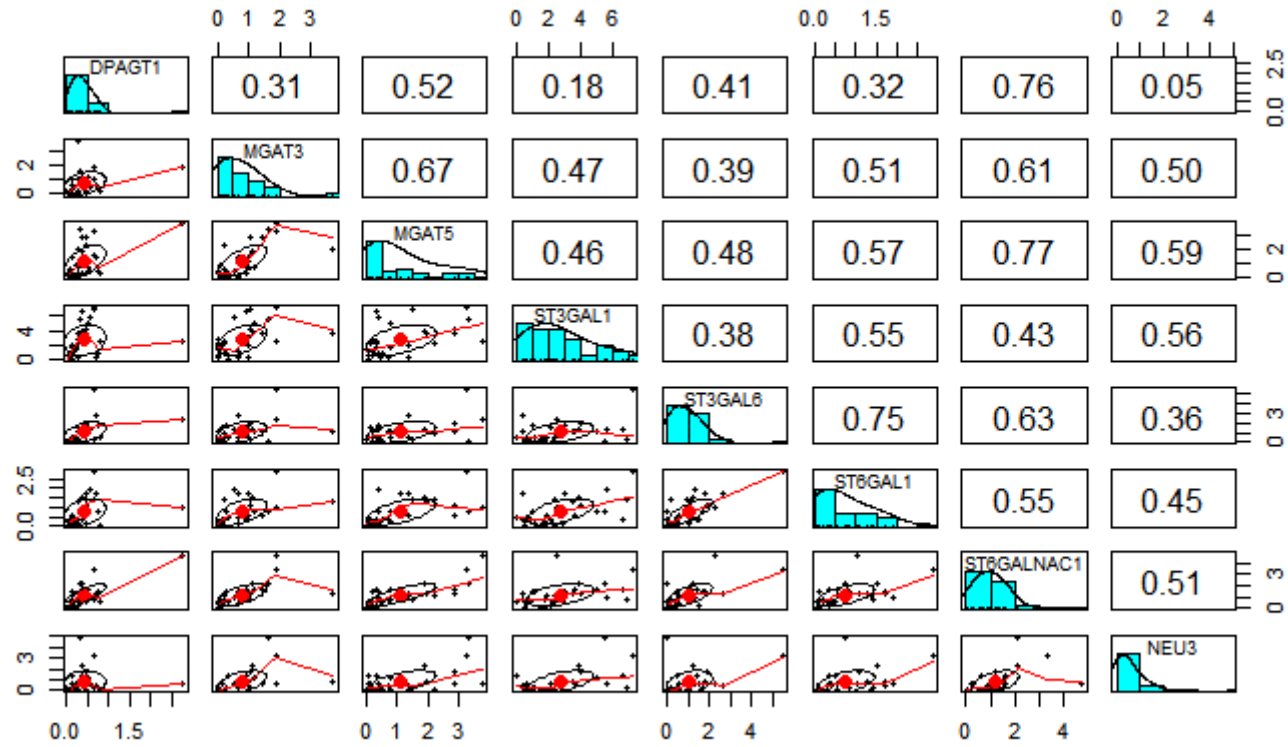 0 1 2 3 0 2 4 6 0.0 1.5 0 2 4
DPAGT1 0.31 0.52 0.18 0.41 0.32 0.76 0.05 0.0 2.5
0 2 MGAT3 0.67 0.47 0.39 0.51 0.61 0.50
MGAT5 0.46 0.48 0.57 0.77 0.59 0 2
0 4 ST3GAL1 0.38 0.55 0.43 0.56
ST3GAL6 0.75 0.63 0.36 0 3
0.0 2.5 ST6GAL1 0.55 0.45
ST6GALNAC1 0.51 0 3
0 3 NEU3
0.0 1.5 0 1 2 3 0 2 4 0 2 4